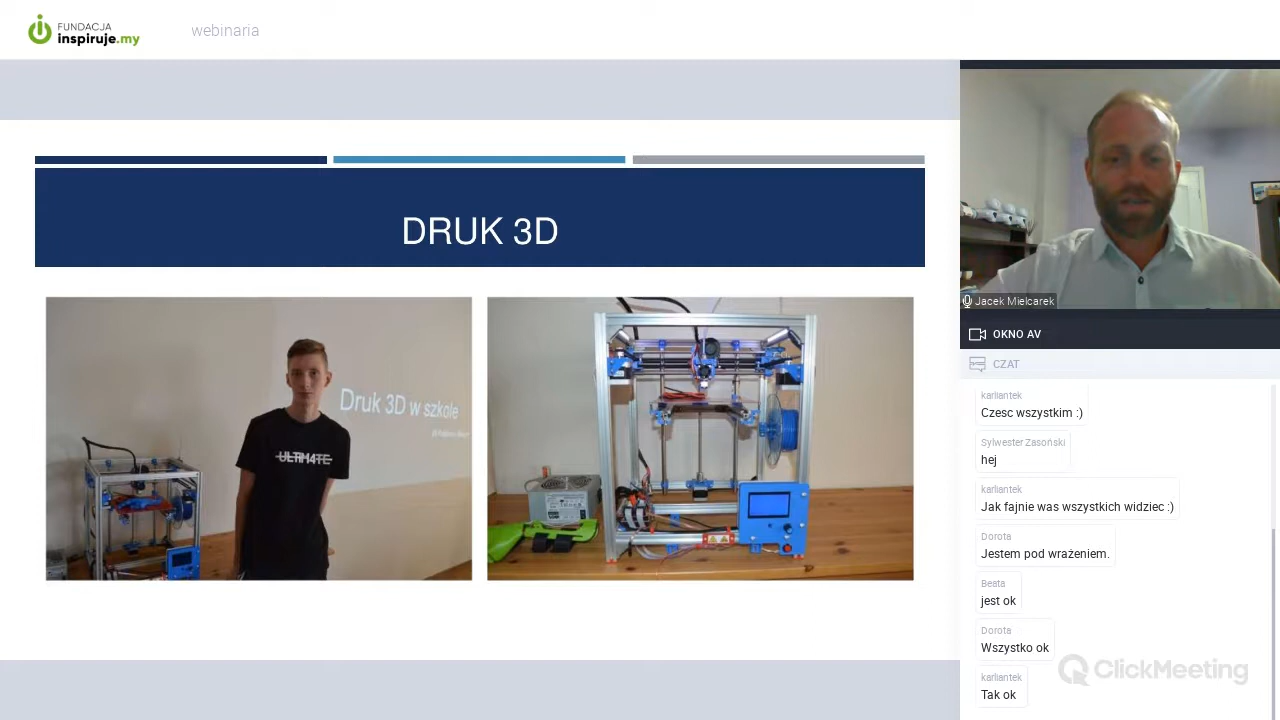 FUNDACJA
inspiruje.my
webinaria
DRUK 3D
Druk 3D w szkole
ULTIM4TE
Jacek Mielcarek
OKNO AV
CZAT
karliantek
Czesc wszystkim :)
Sylwester Zasoński
hej
karliantek
Jak fajnie was wszystkich widziec :)
Dorota
Jestem pod wrażeniem.
Beata
jest ok
Dorota
Wszystko ok
karliantek
Tak ok
ClickMeeting